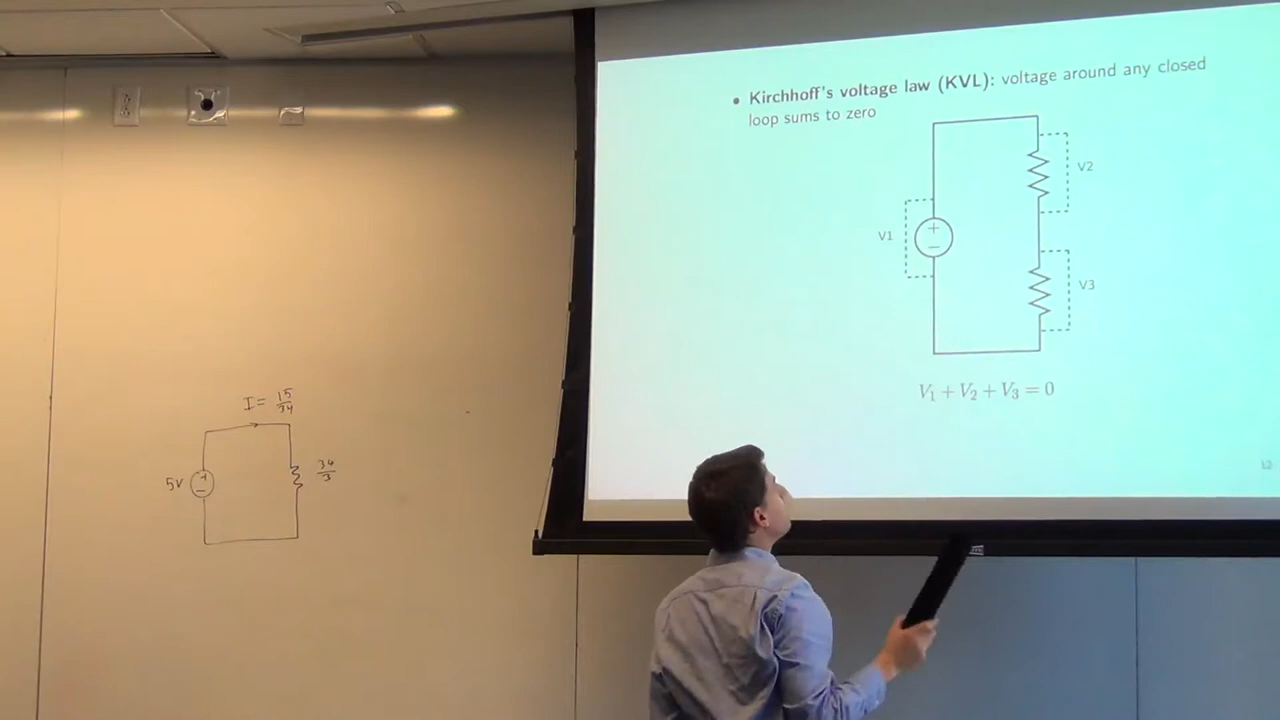 • Kirchhoff's voltage law (KVL): voltage around any closed
loop sums to zero
V2
V1
+
−
V3
V₁ + V₂ + V₃ = 0
12
I = 15/34
5V
+
−
34/3